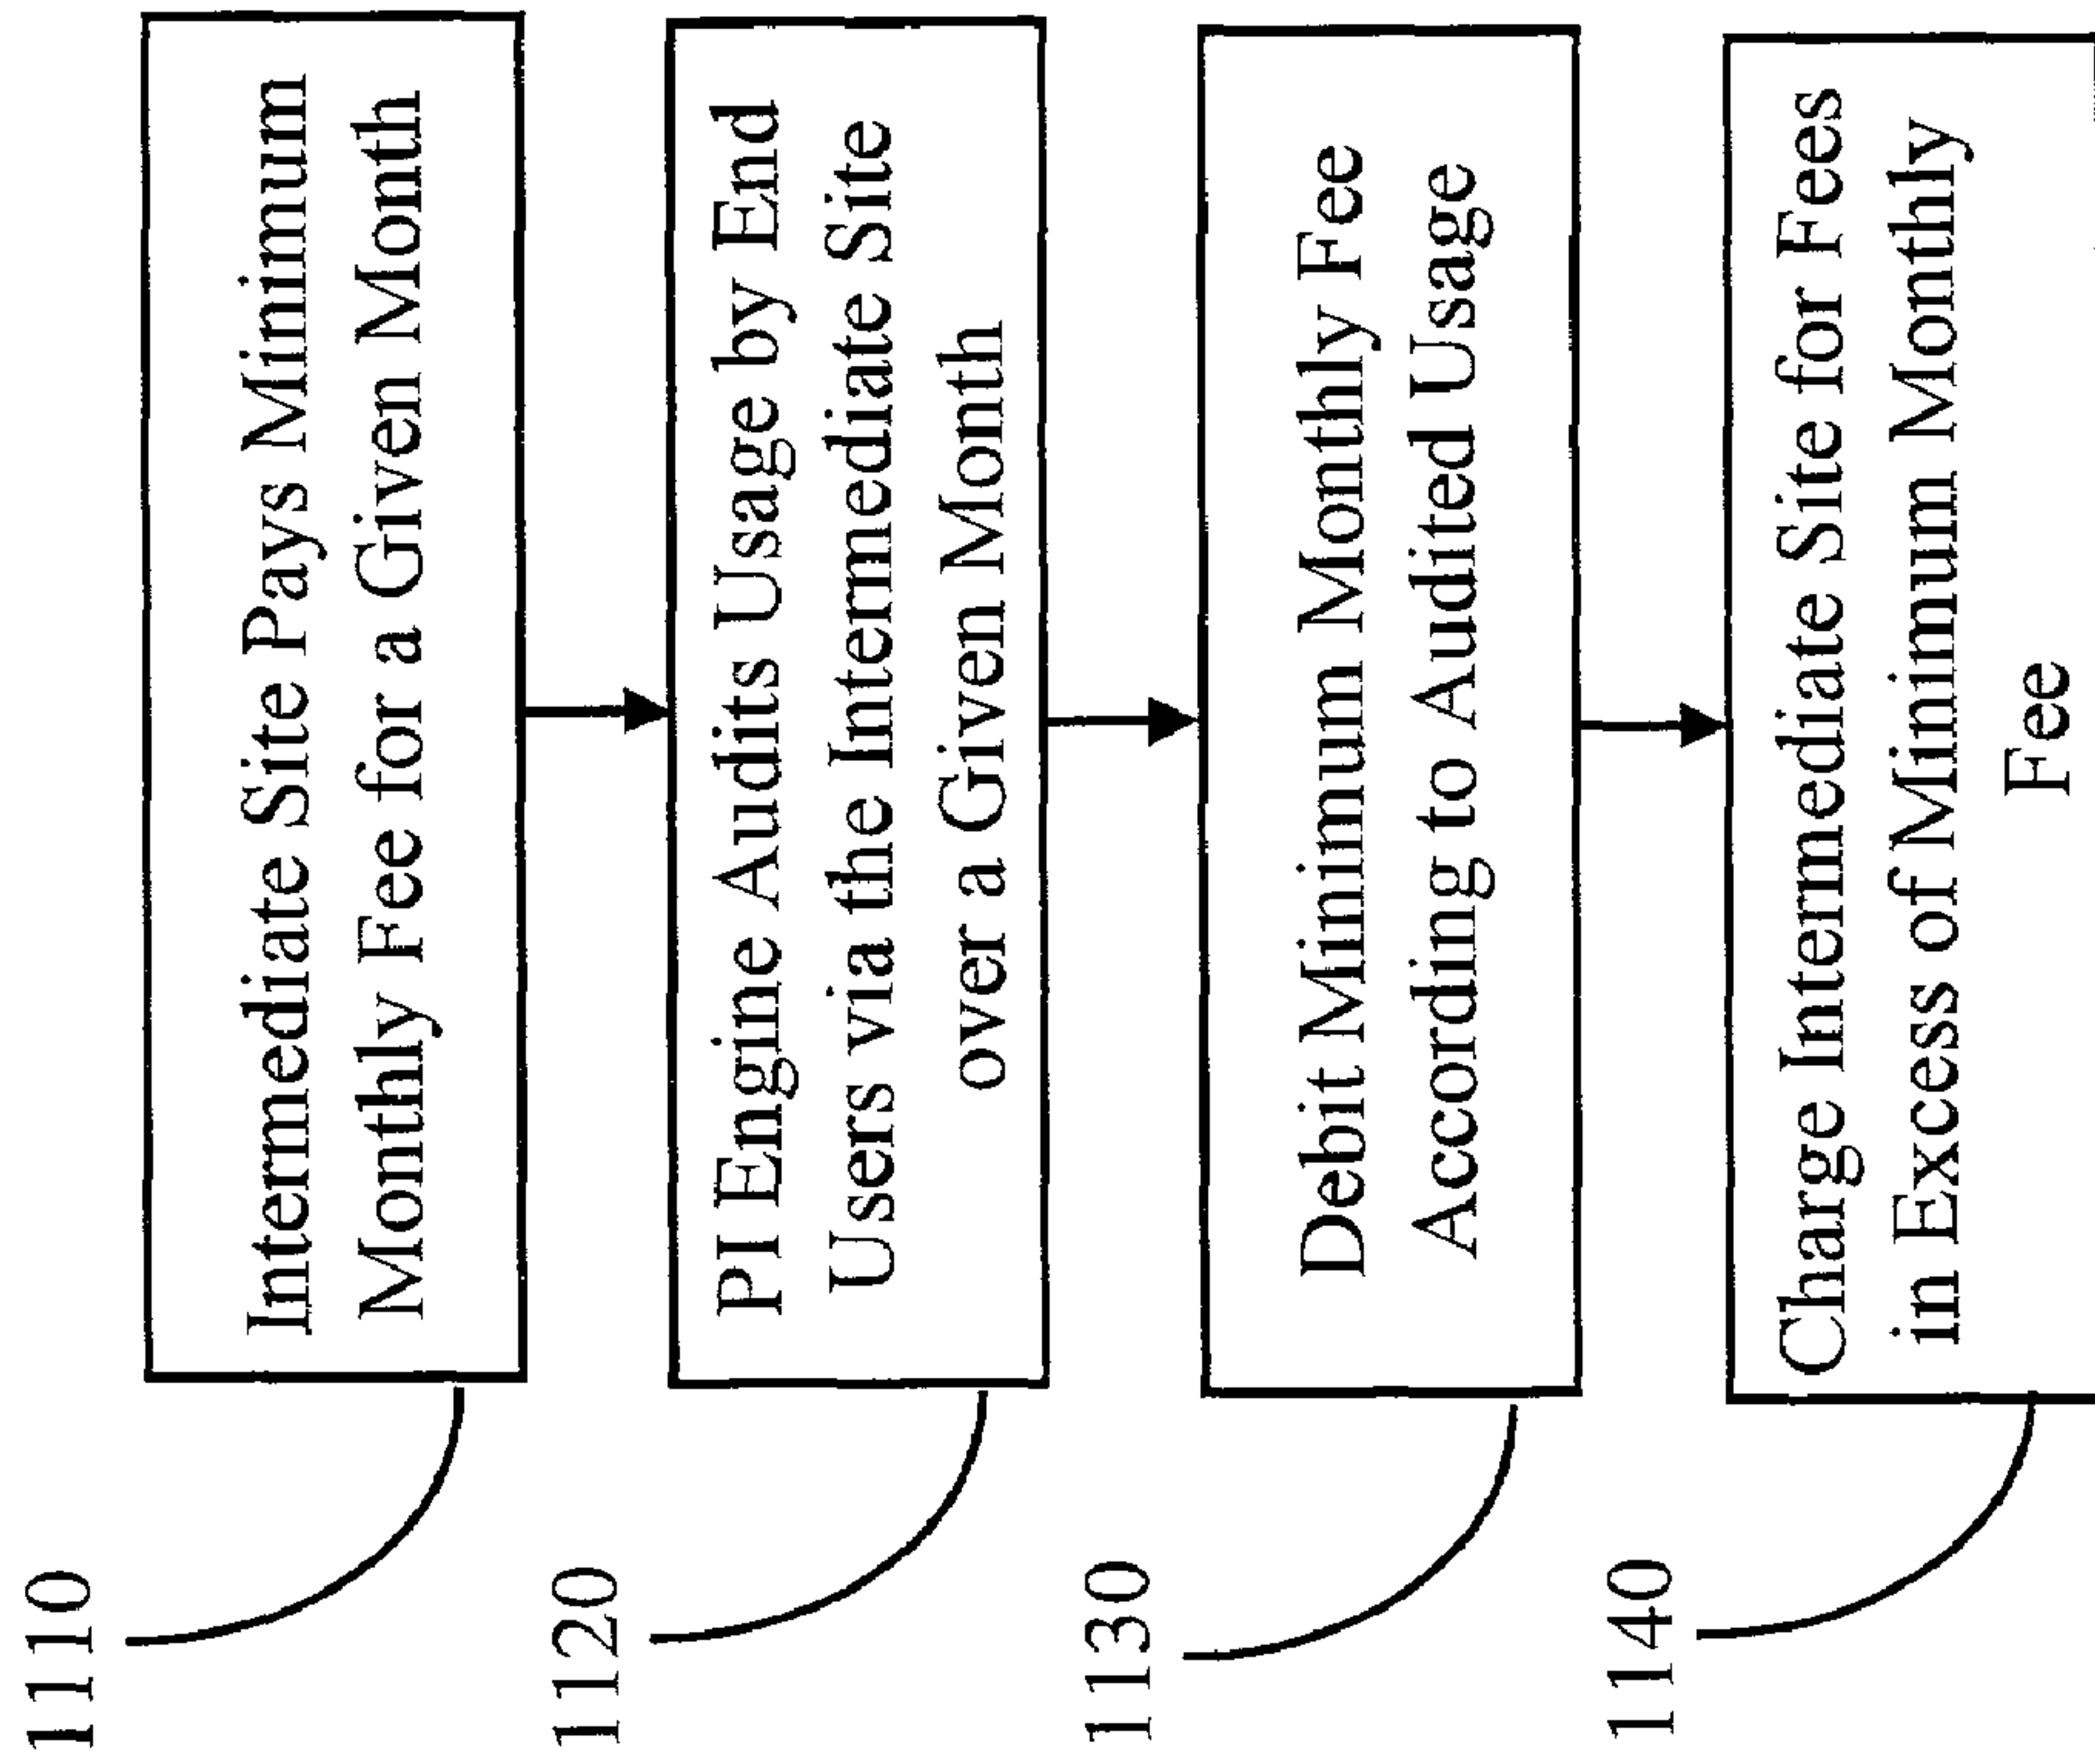 1110
Intermediate Site Pays Minimum
Monthly Fee for a Given Month
1120
PI Engine Audits Usage by End
Users via the Intermediate Site
over a Given Month
1130
Debit Minimum Monthly Fee
According to Audited Usage
1140
Charge Intermediate Site for Fees
in Excess of Minimum Monthly
Fee